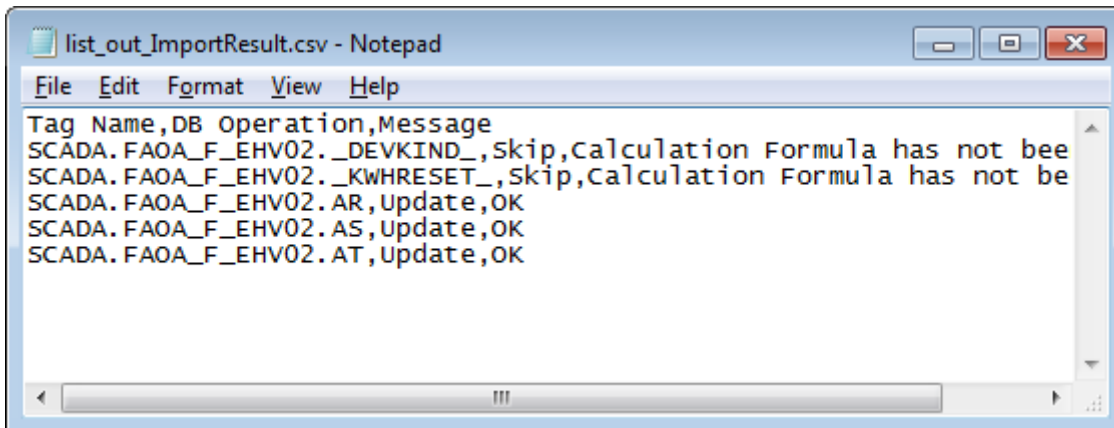 list_out_ImportResult.csv - Notepad
File Edit Format View Help
Tag Name,DB Operation,Message
SCADA.FAOA_F_EHV02._DEVKIND_,Skip,Calculation Formula has not bee
SCADA.FAOA_F_EHV02._KWHRESET_,Skip,Calculation Formula has not be
SCADA.FAOA_F_EHV02.AR,Update,OK
SCADA.FAOA_F_EHV02.AS,Update,OK
SCADA.FAOA_F_EHV02.AT,Update,OK